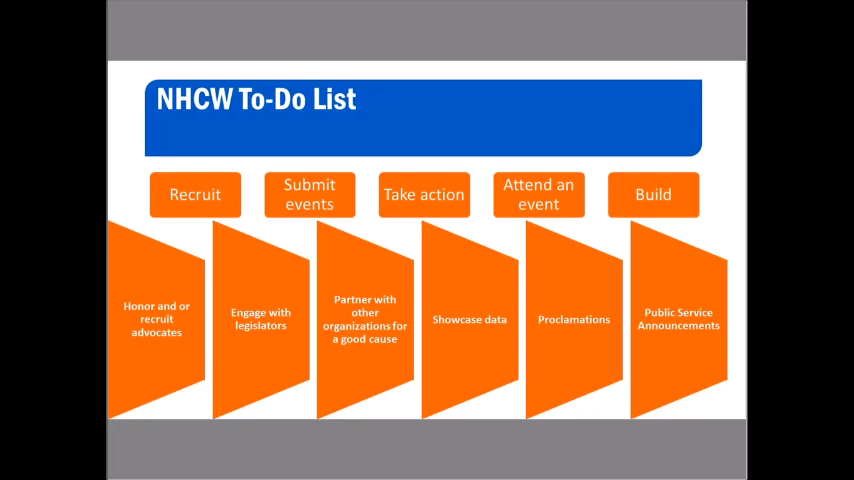 NHCW To-Do List
Recruit
Submit
events
Take action
Attend an
event
Build
Honor and or
recruit
advocates
Engage with
legislators
Partner with
other
organizations for
a good cause
Showcase data
Proclamations
Public Service
Announcements